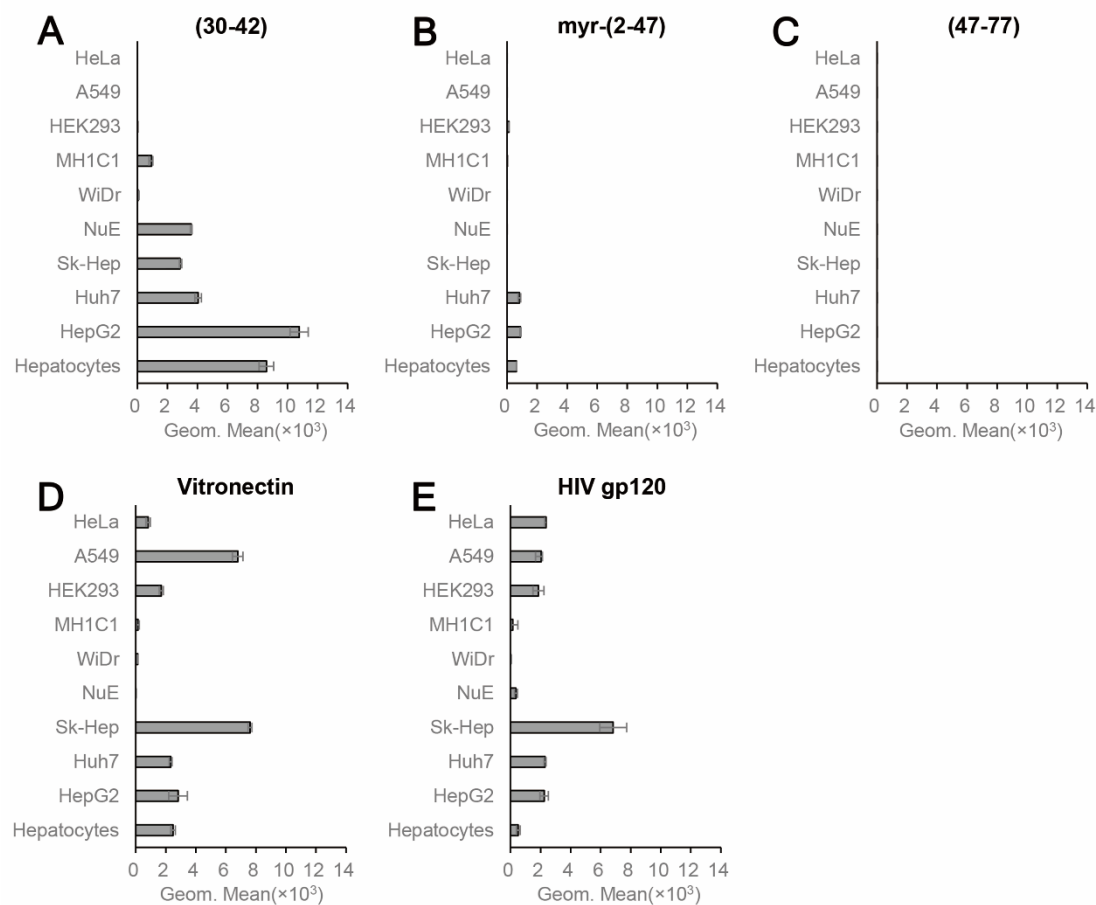 A
(30-42)
HeLa
A549
HEK293
MH1C1
WiDr
NuE
Sk-Hep
Huh7
HepG2
Hepatocytes
0 2 4 6 8 10 12 14
Geom. Mean(×10³)
B
myr-(2-47)
HeLa
A549
HEK293
MH1C1
WiDr
NuE
Sk-Hep
Huh7
HepG2
Hepatocytes
0 2 4 6 8 10 12 14
Geom. Mean(×10³)
C
(47-77)
HeLa
A549
HEK293
MH1C1
WiDr
NuE
Sk-Hep
Huh7
HepG2
Hepatocytes
0 2 4 6 8 10 12 14
Geom. Mean(×10³)
D
Vitronectin
HeLa
A549
HEK293
MH1C1
WiDr
NuE
Sk-Hep
Huh7
HepG2
Hepatocytes
0 2 4 6 8 10 12 14
Geom. Mean(×10³)
E
HIV gp120
HeLa
A549
HEK293
MH1C1
WiDr
NuE
Sk-Hep
Huh7
HepG2
Hepatocytes
0 2 4 6 8 10 12 14
Geom. Mean(×10³)